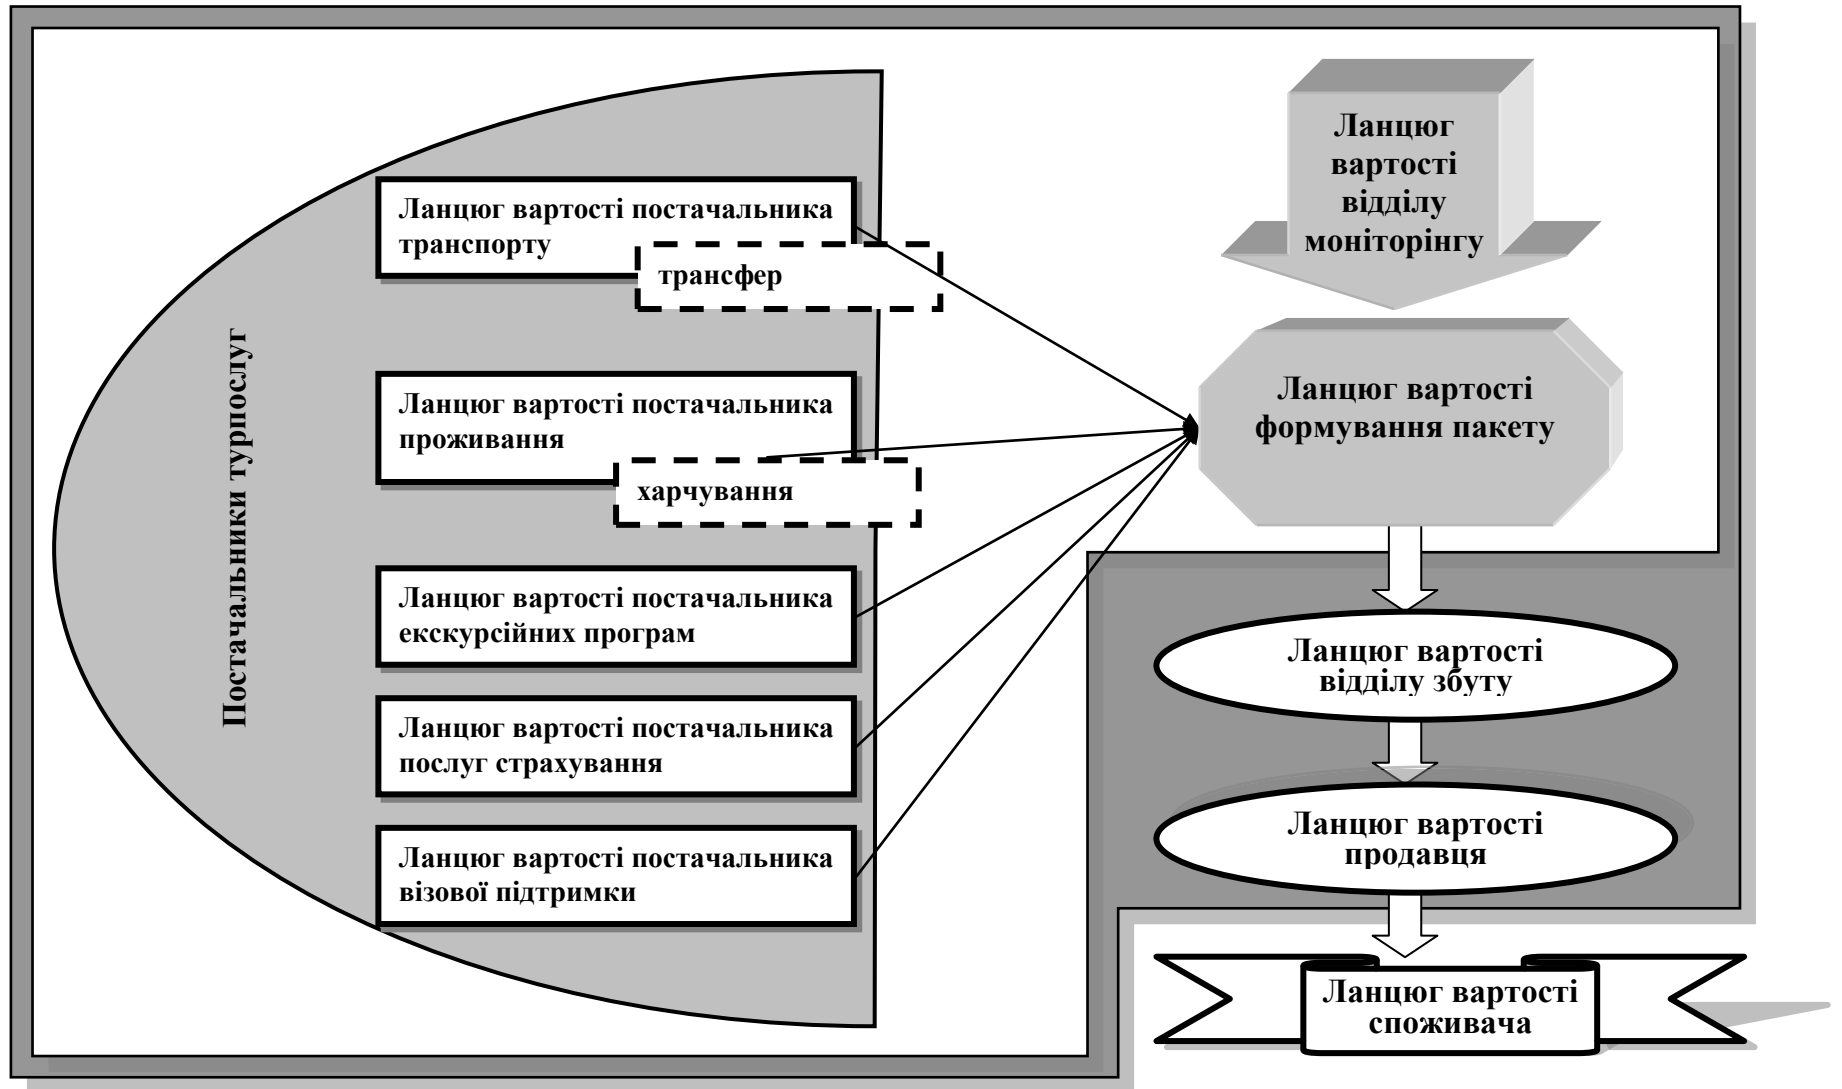 Постачальники турпослуг
Ланцюг вартості постачальника
транспорту
трансфер
Ланцюг вартості постачальника
проживання
харчування
Ланцюг вартості постачальника
екскурсійних програм
Ланцюг вартості постачальника
послуг страхування
Ланцюг вартості постачальника
візової підтримки
Ланцюг
вартості
відділу
моніторінгу
Ланцюг вартості
формування пакету
Ланцюг вартості
відділу збуту
Ланцюг вартості
продавця
Ланцюг вартості
споживача